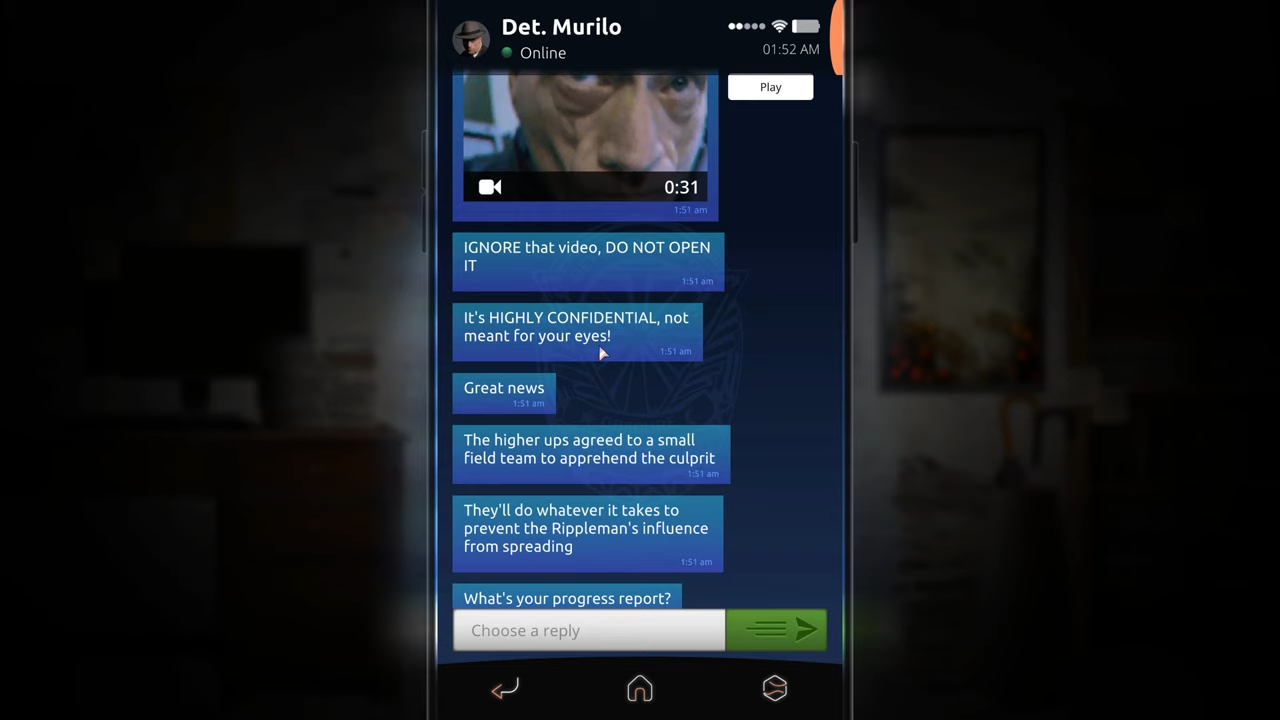 Det. Murilo
Online
01:52 AM
Play
0:31
1:51 am
IGNORE that video, DO NOT OPEN
IT
1:51 am
It's HIGHLY CONFIDENTIAL, not
meant for your eyes!
1:51 am
Great news
1:51 am
The higher ups agreed to a small
field team to apprehend the culprit
1:51 am
They'll do whatever it takes to
prevent the Rippleman's influence
from spreading
1:51 am
What's your progress report?
Choose a reply